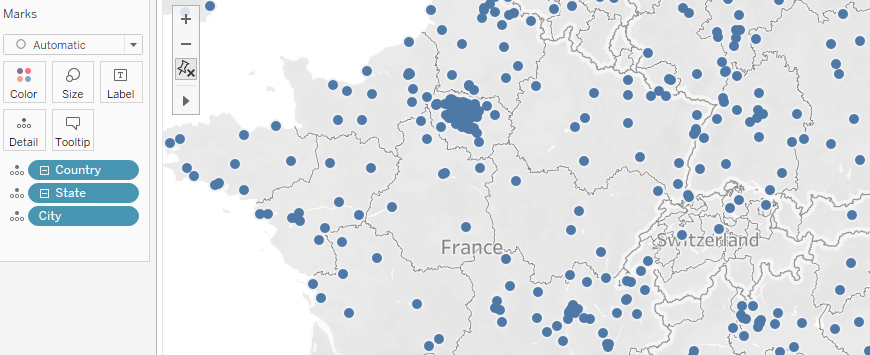 Marks
Automatic
Color Size Label
Detail Tooltip
Country
State
City
France
Switzerland